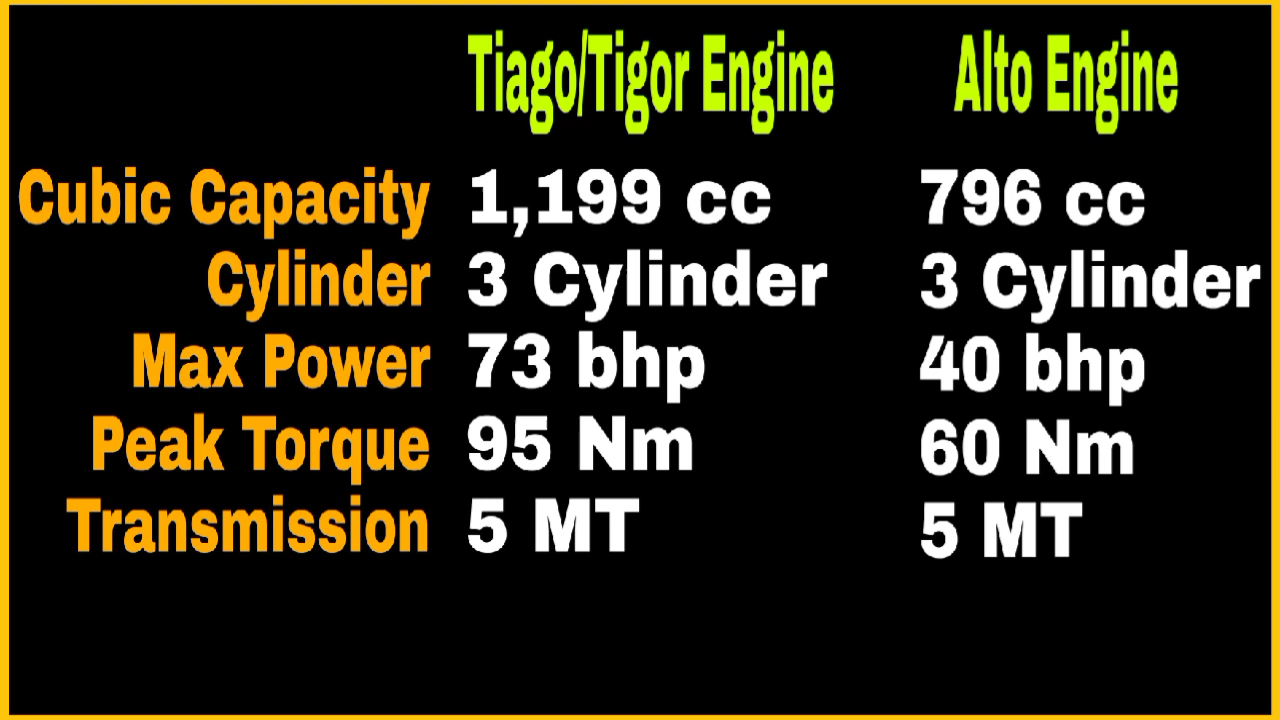 Tiago/Tigor Engine Alto Engine
Cubic Capacity 1,199 cc 796 cc
Cylinder 3 Cylinder 3 Cylinder
Max Power 73 bhp 40 bhp
Peak Torque 95 Nm 60 Nm
Transmission 5 MT 5 MT